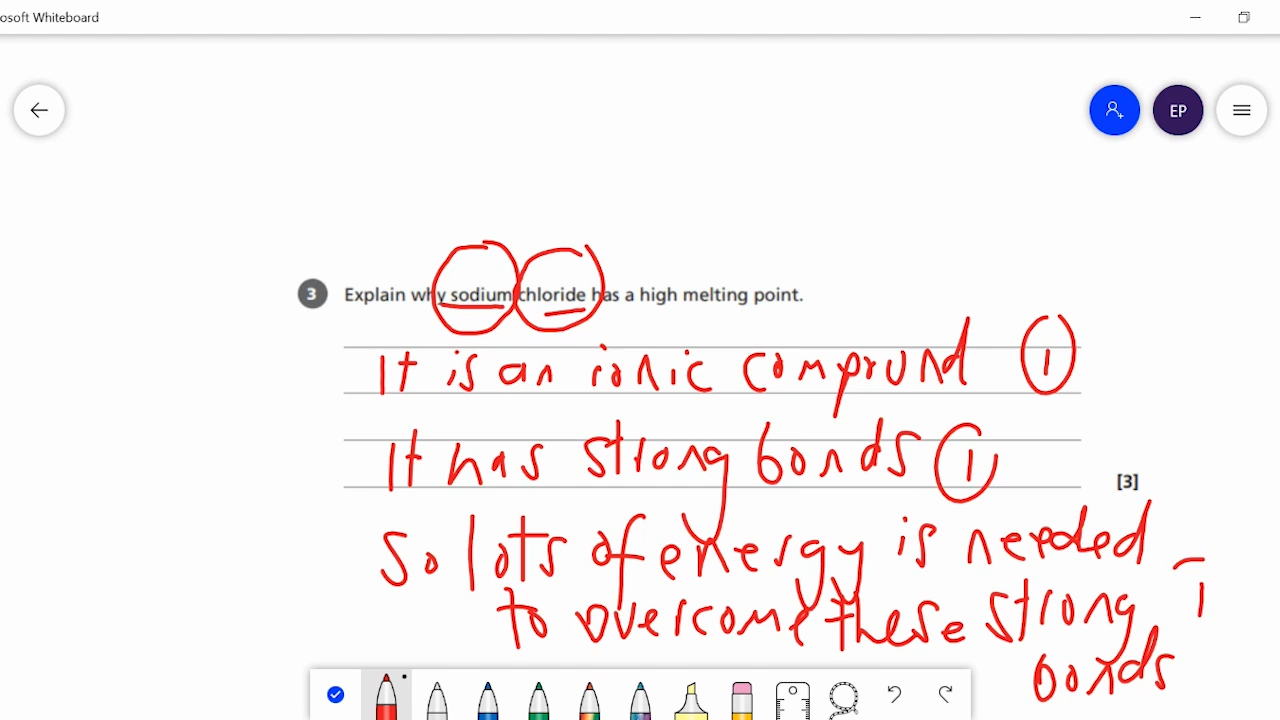 osoft Whiteboard
EP
3 Explain why sodium chloride has a high melting point.
It is an ionic compound 1
It has strong bonds 1
[3]
So lots of energy is needed
to overcome these strong 1
bonds